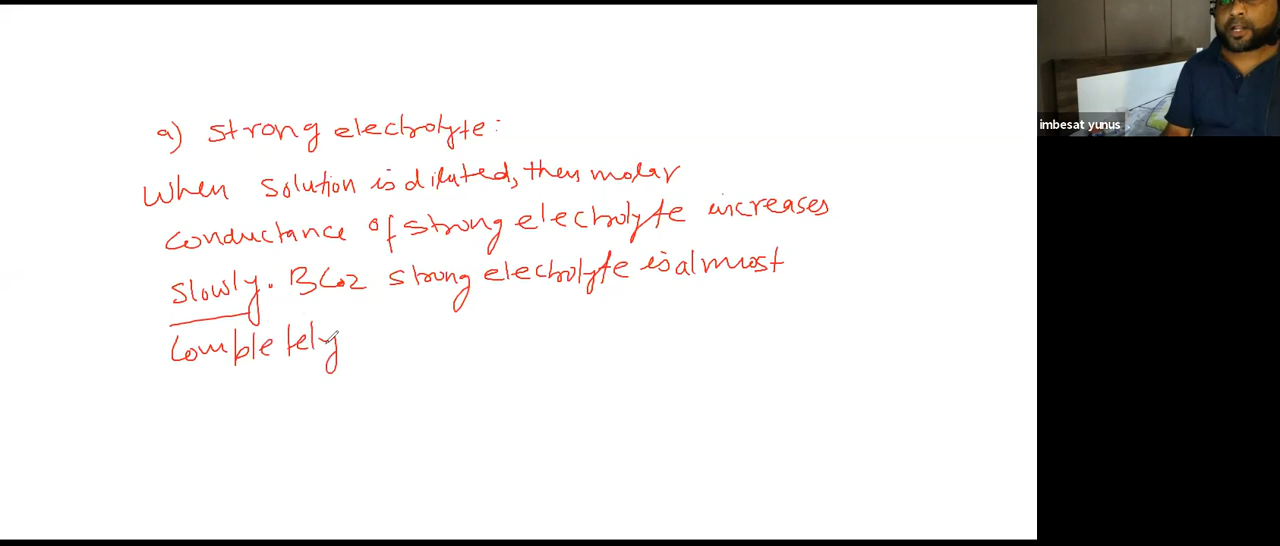 a) strong electrolyte:
When solution is diluted, then molar
conductance of strong electrolyte increases
slowly. BCoz strong electrolyte is almost
completely
imbesat yunus